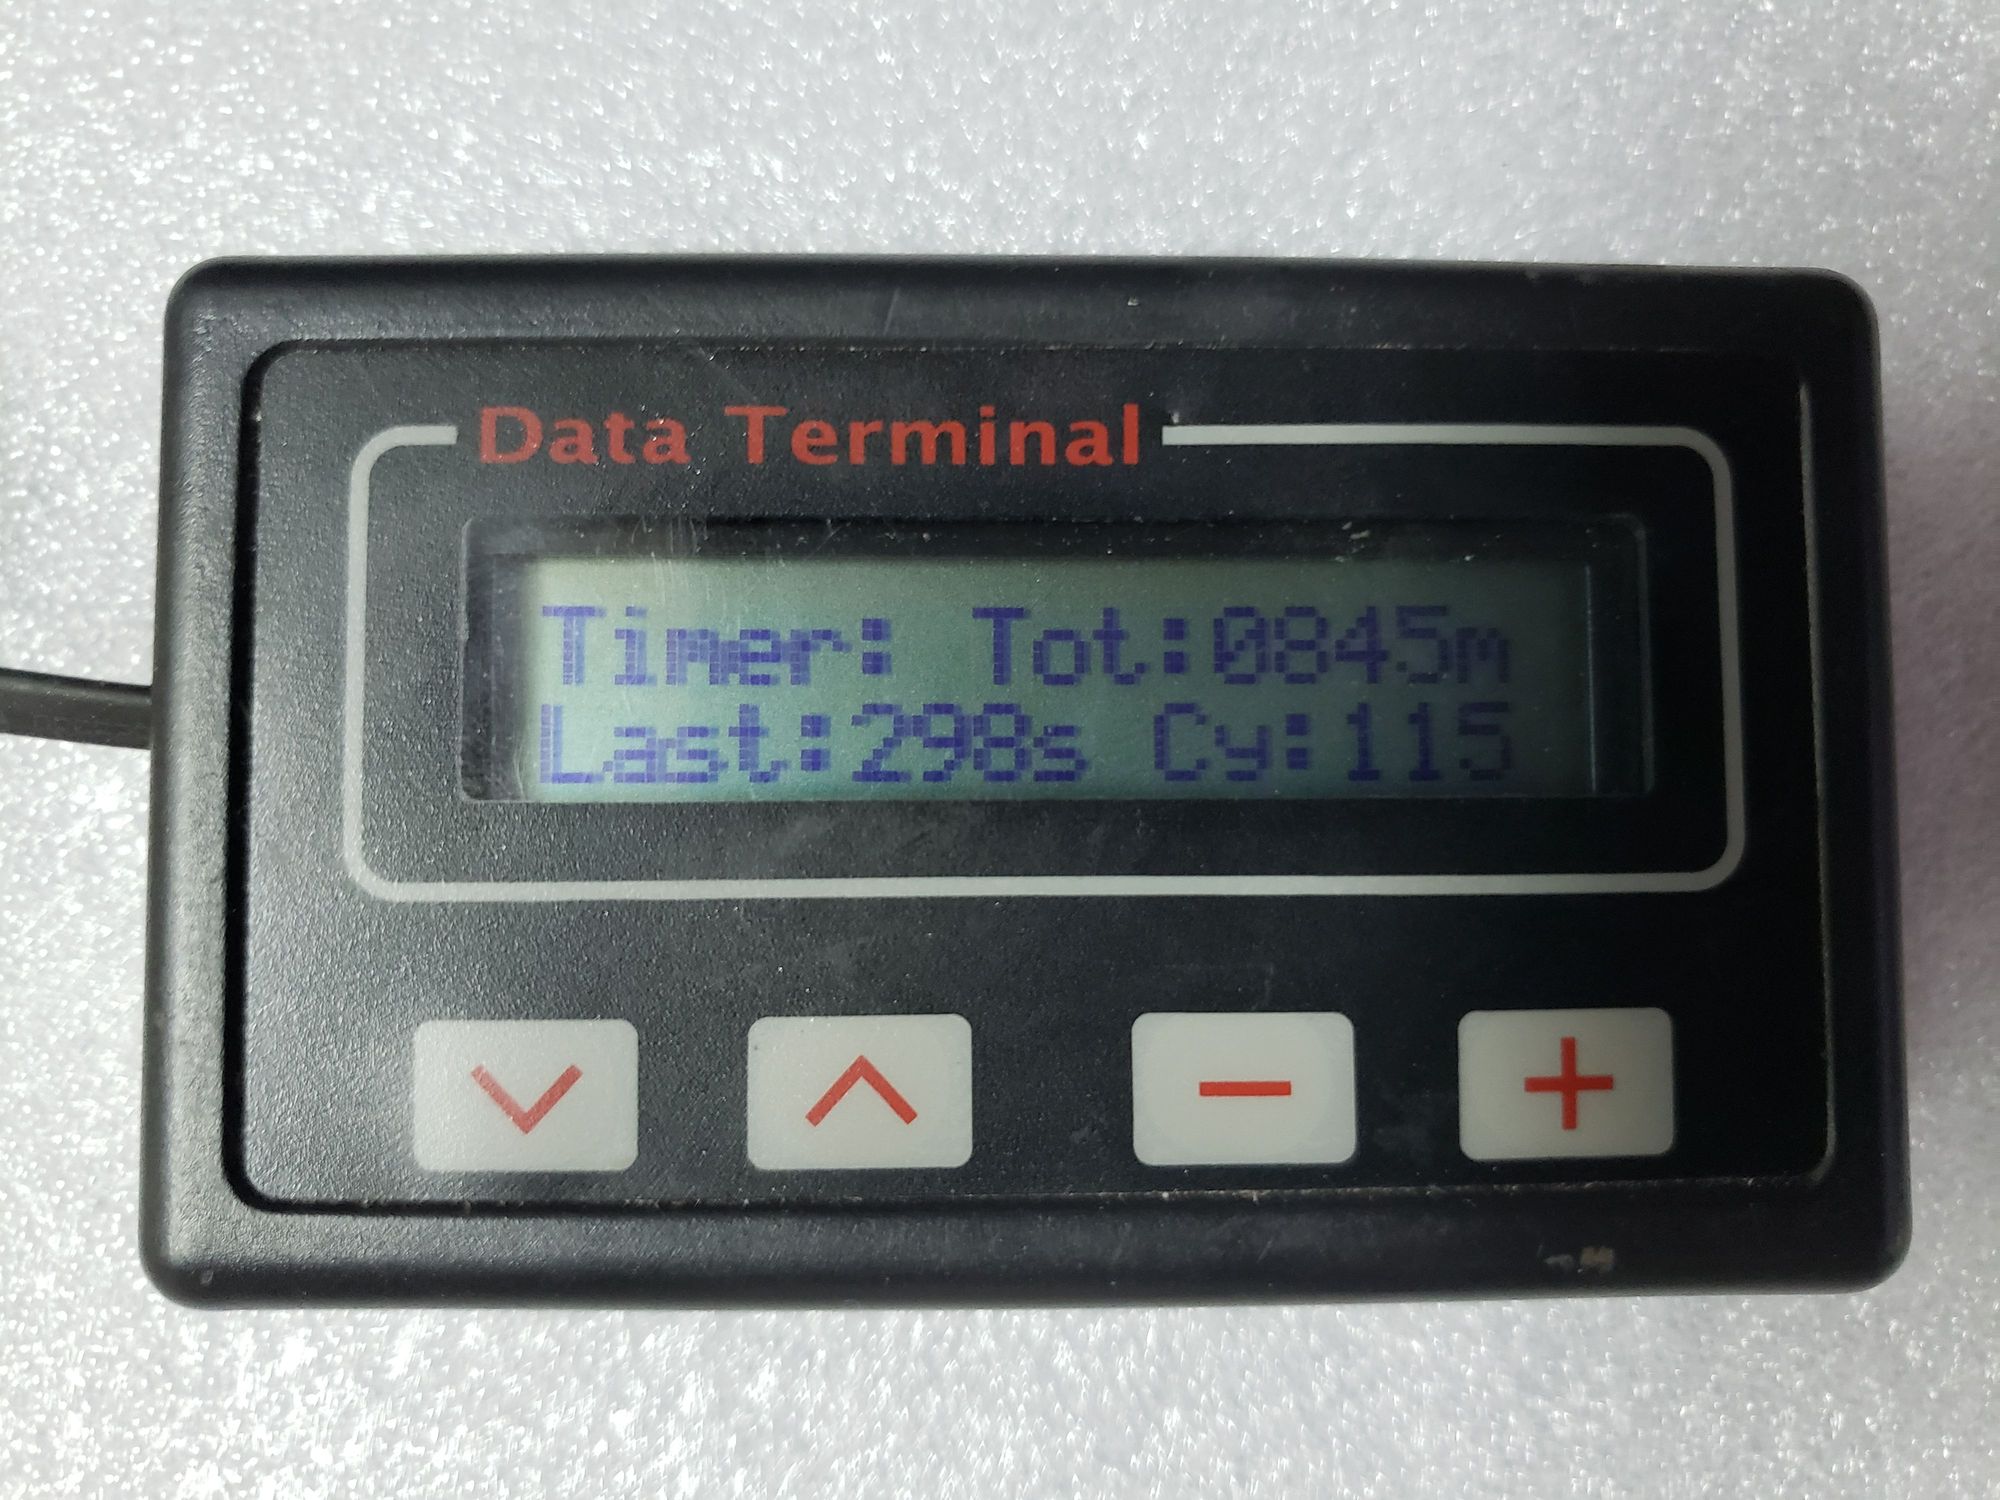 Data Terminal
Timer: Tot:0845m
Last:298s Cy:115